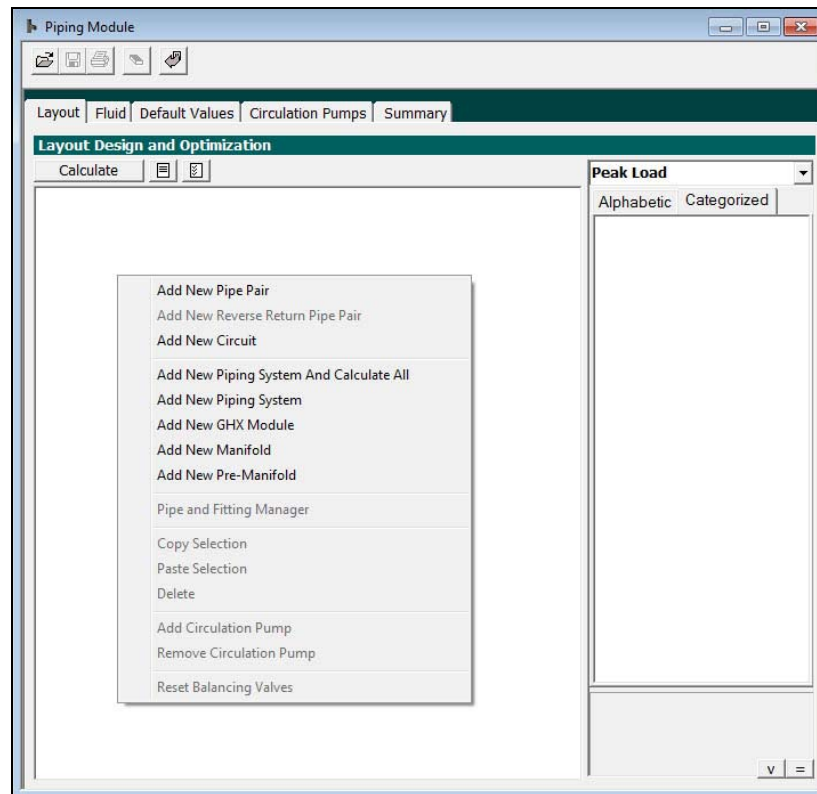 Piping Module
Layout Fluid Default Values Circulation Pumps Summary
Layout Design and Optimization
Calculate
Peak Load
Alphabetic Categorized
Add New Pipe Pair
Add New Reverse Return Pipe Pair
Add New Circuit
Add New Piping System And Calculate All
Add New Piping System
Add New GHX Module
Add New Manifold
Add New Pre-Manifold
Pipe and Fitting Manager
Copy Selection
Paste Selection
Delete
Add Circulation Pump
Remove Circulation Pump
Reset Balancing Valves
v =